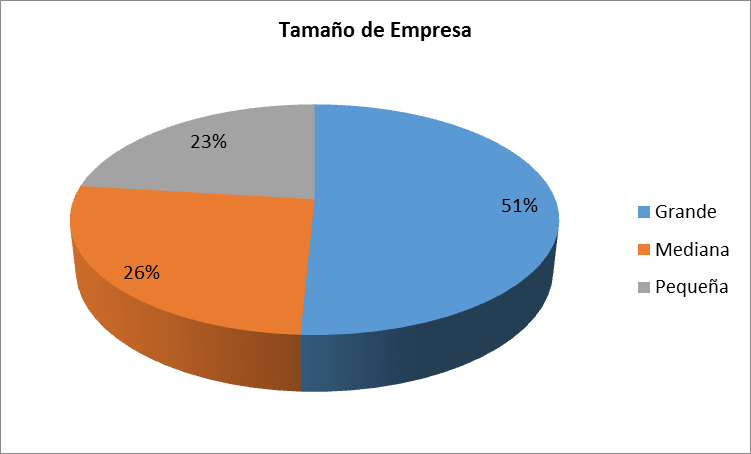 Tamaño de Empresa
23%
51%
26%
Grande
Mediana
Pequeña